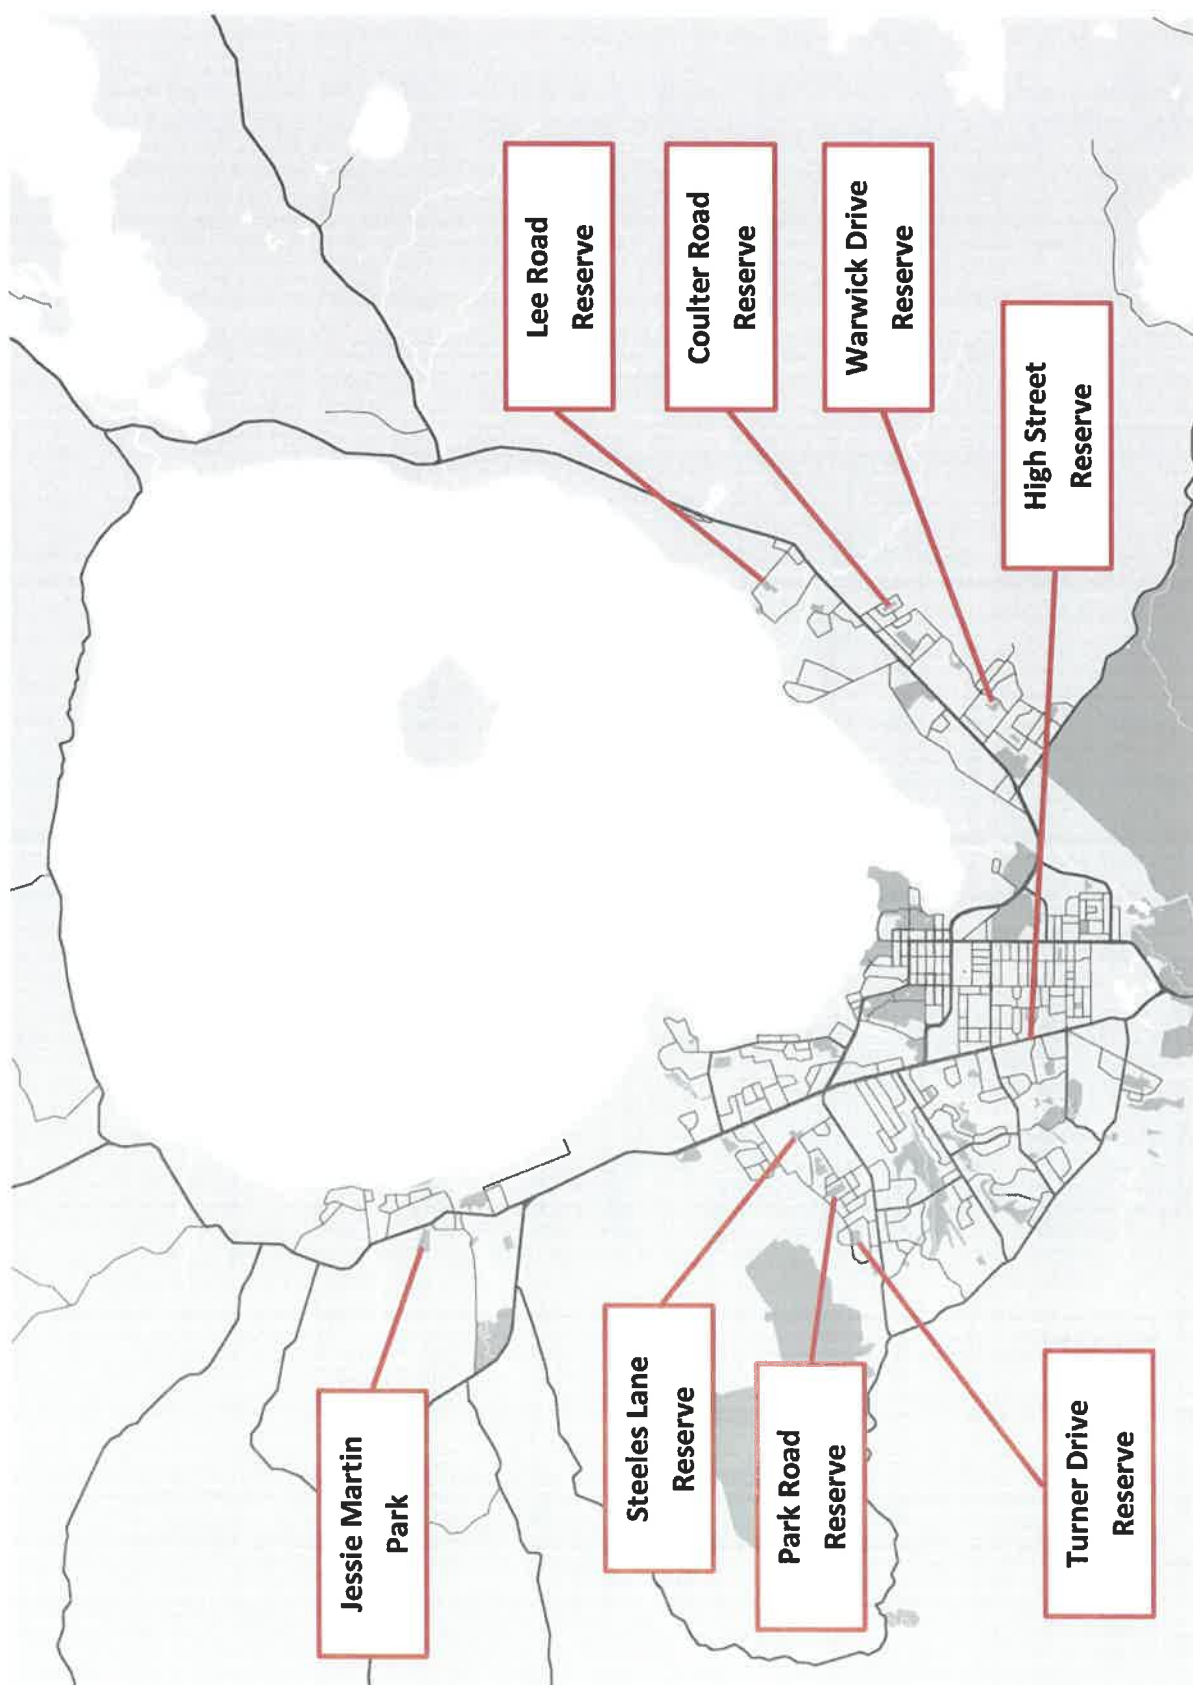 Jessie Martin
Park
Steeles Lane
Reserve
Park Road
Reserve
Turner Drive
Reserve
Lee Road
Reserve
Coulter Road
Reserve
Warwick Drive
Reserve
High Street
Reserve